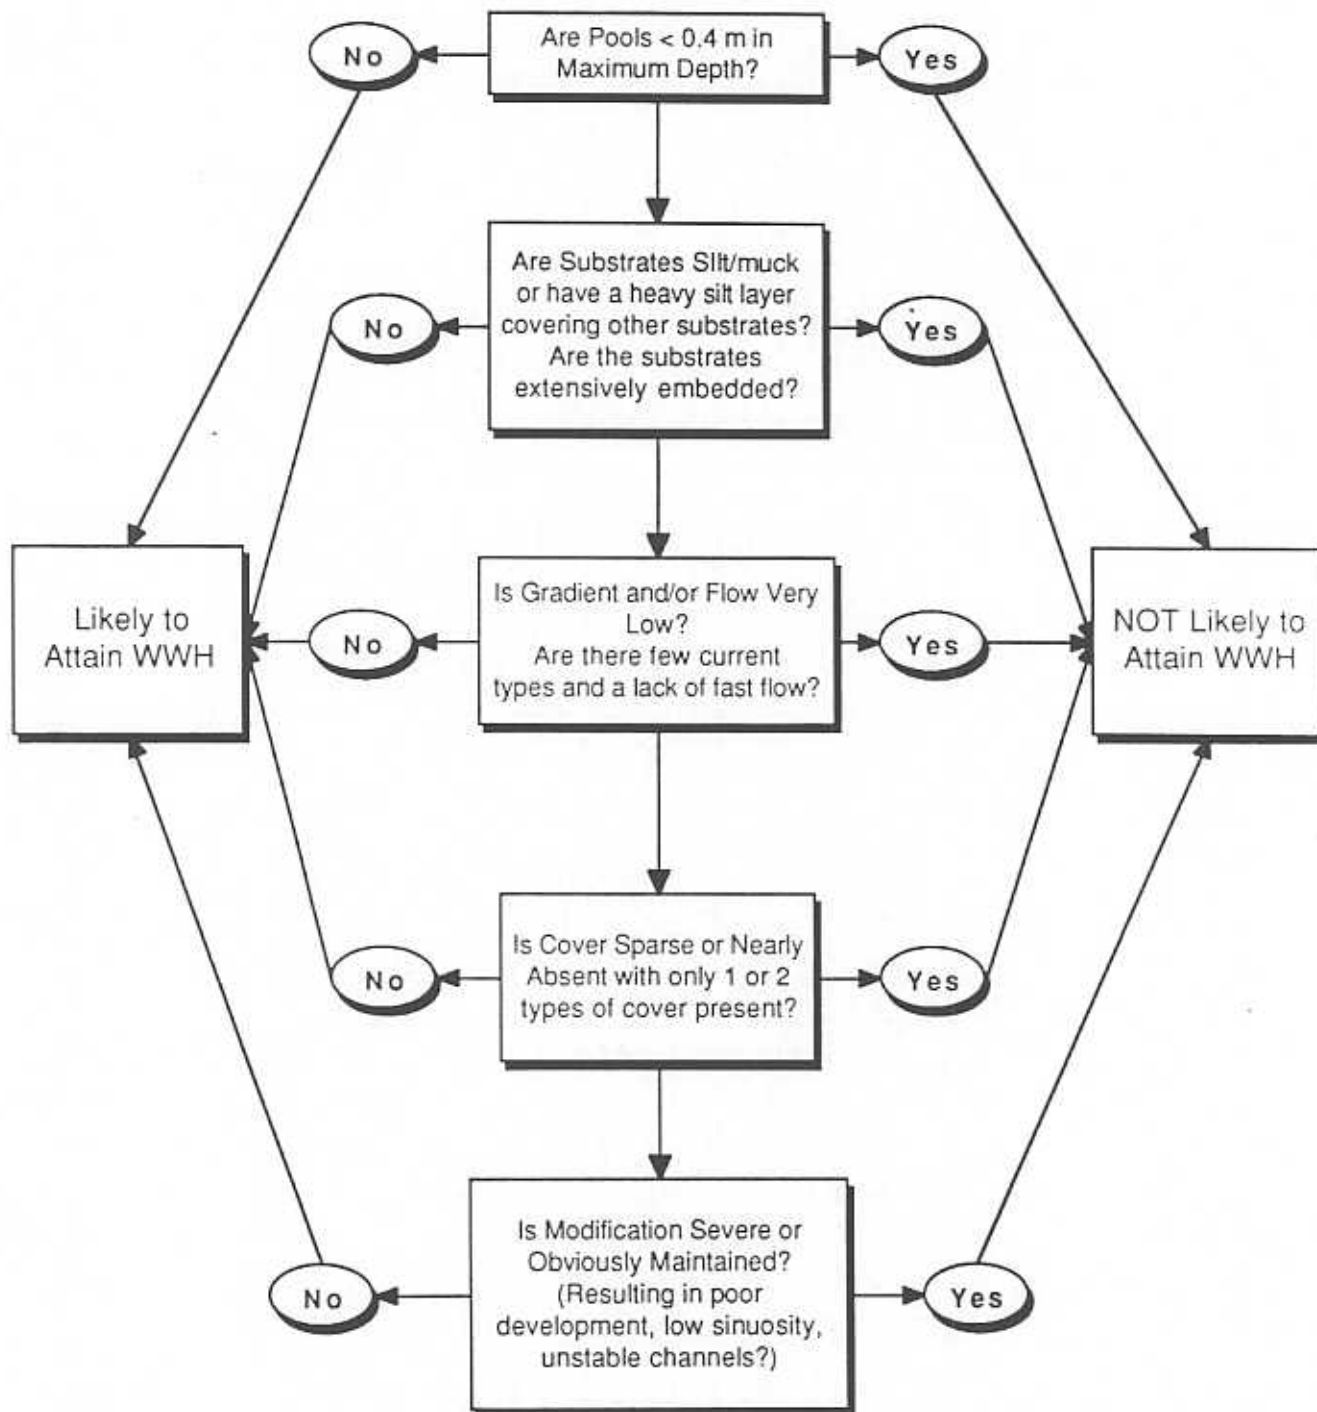 No
Are Pools < 0.4 m in
Maximum Depth?
Yes
Are Substrates Silt/muck
or have a heavy silt layer
covering other substrates?
Are the substrates
extensively embedded?
No
Yes
Likely to
Attain WWH
No
Is Gradient and/or Flow Very
Low?
Are there few current
types and a lack of fast flow?
Yes
NOT Likely to
Attain WWH
No
Is Cover Sparse or Nearly
Absent with only 1 or 2
types of cover present?
Yes
No
Is Modification Severe or
Obviously Maintained?
(Resulting in poor
development, low sinuosity,
unstable channels?)
Yes